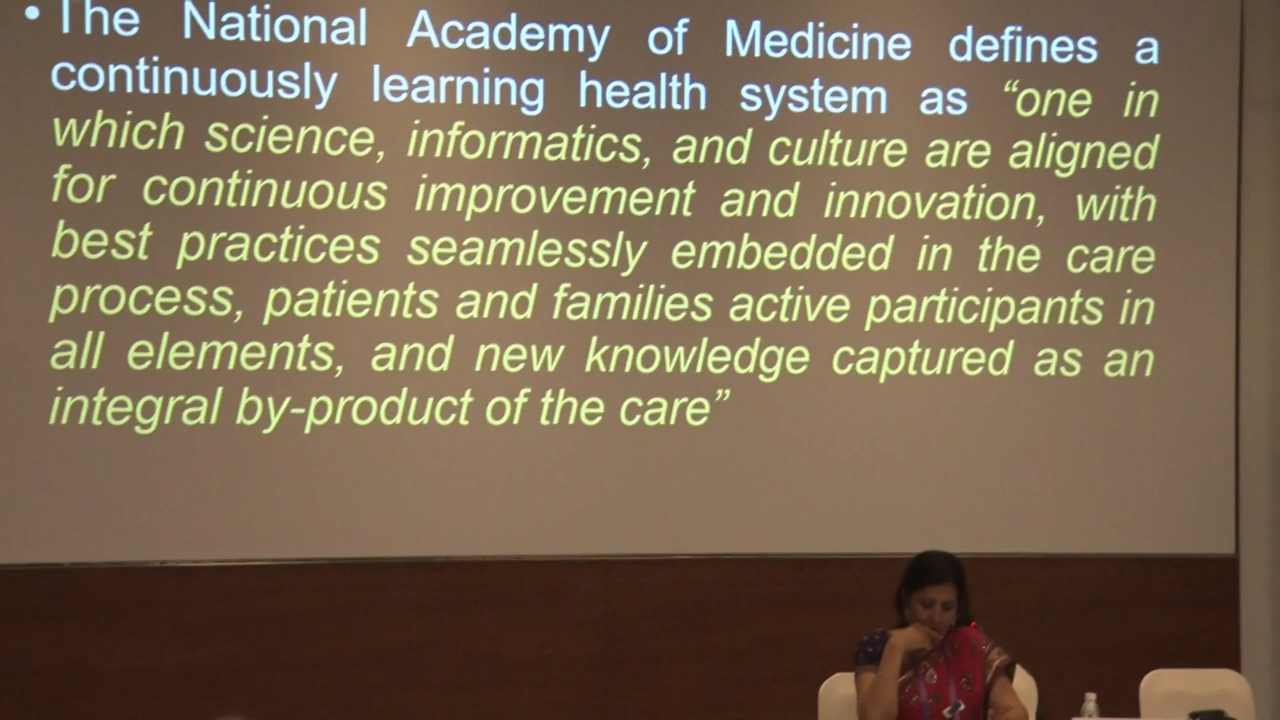 • The National Academy of Medicine defines a
continuously learning health system as “one in
which science, informatics, and culture are aligned
for continuous improvement and innovation, with
best practices seamlessly embedded in the care
process, patients and families active participants in
all elements, and new knowledge captured as an
integral by-product of the care”